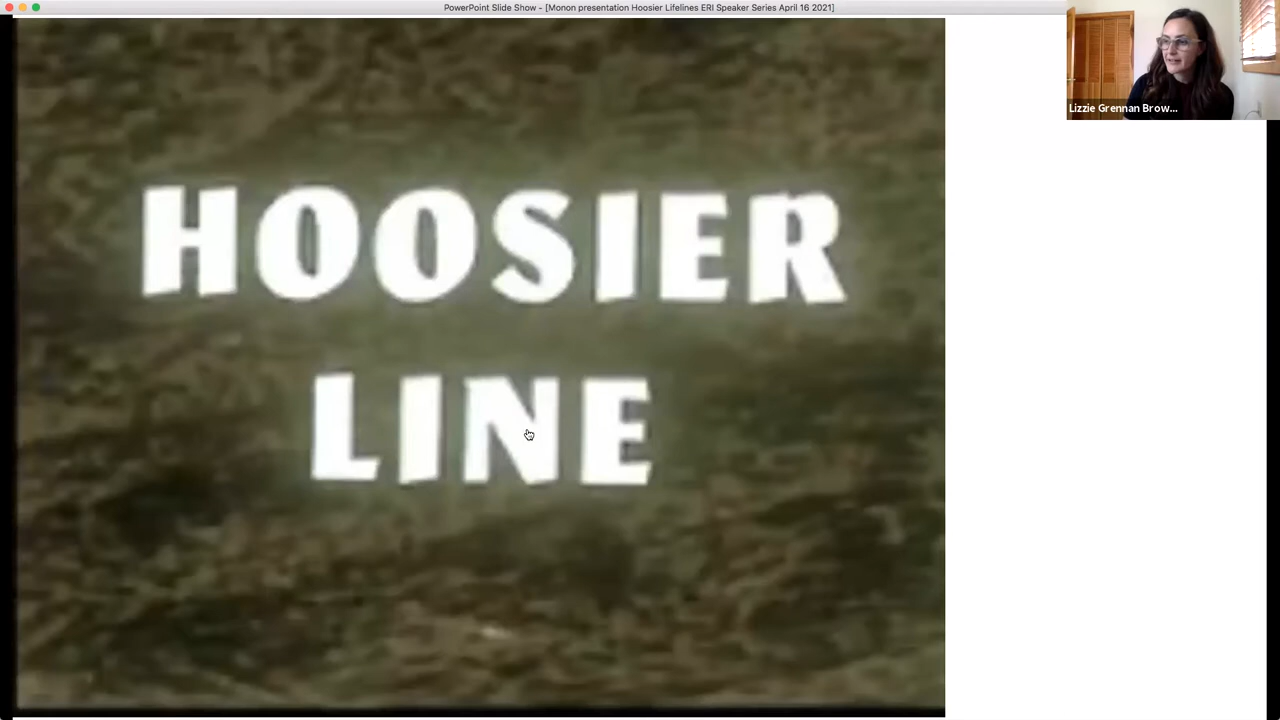 PowerPoint Slide Show - [Monon presentation Hoosier Lifelines ERI Speaker Series April 16 2021]
Lizzie Grennan Brow...
HOOSIER
LINE